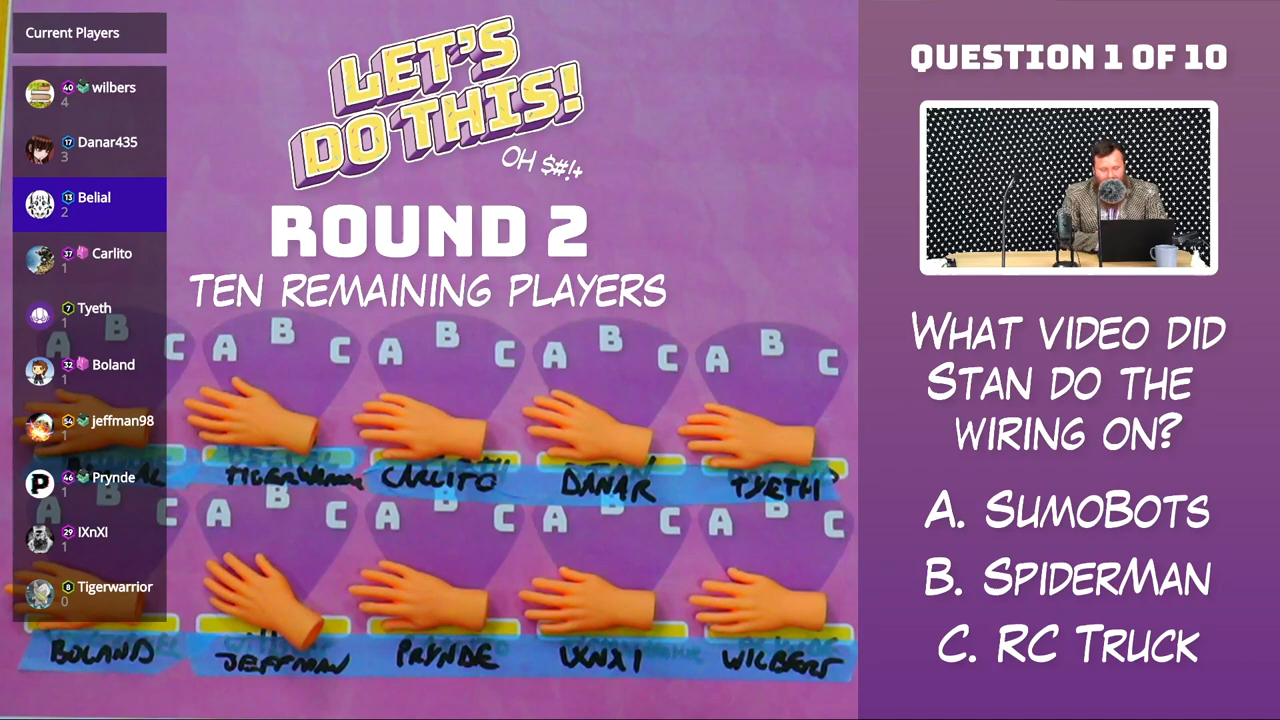 Current Players
40 wilbers
4
17 Danar435
3
13 Belial
2
37 Carlito
1
7 Tyeth
1
32 Boland
1
34 jeffman98
1
46 Prynde
1
29 IXnXI
1
8 Tigerwarrior
0
LET'S
DO THIS!
OH $#!+
ROUND 2
TEN REMAINING PLAYERS
A B C
A B C
A B C
A B C
A B C
TIGERWARRIOR
CARLITO
DANAR
TYETH
A B C
A B C
A B C
A B C
A B C
BOLAND
JEFFMAN
PRYNDE
IXNXI
WILBERS
QUESTION 1 OF 10
WHAT VIDEO DID
STAN DO THE
WIRING ON?
A. SUMOBOTS
B. SPIDERMAN
C. RC TRUCK